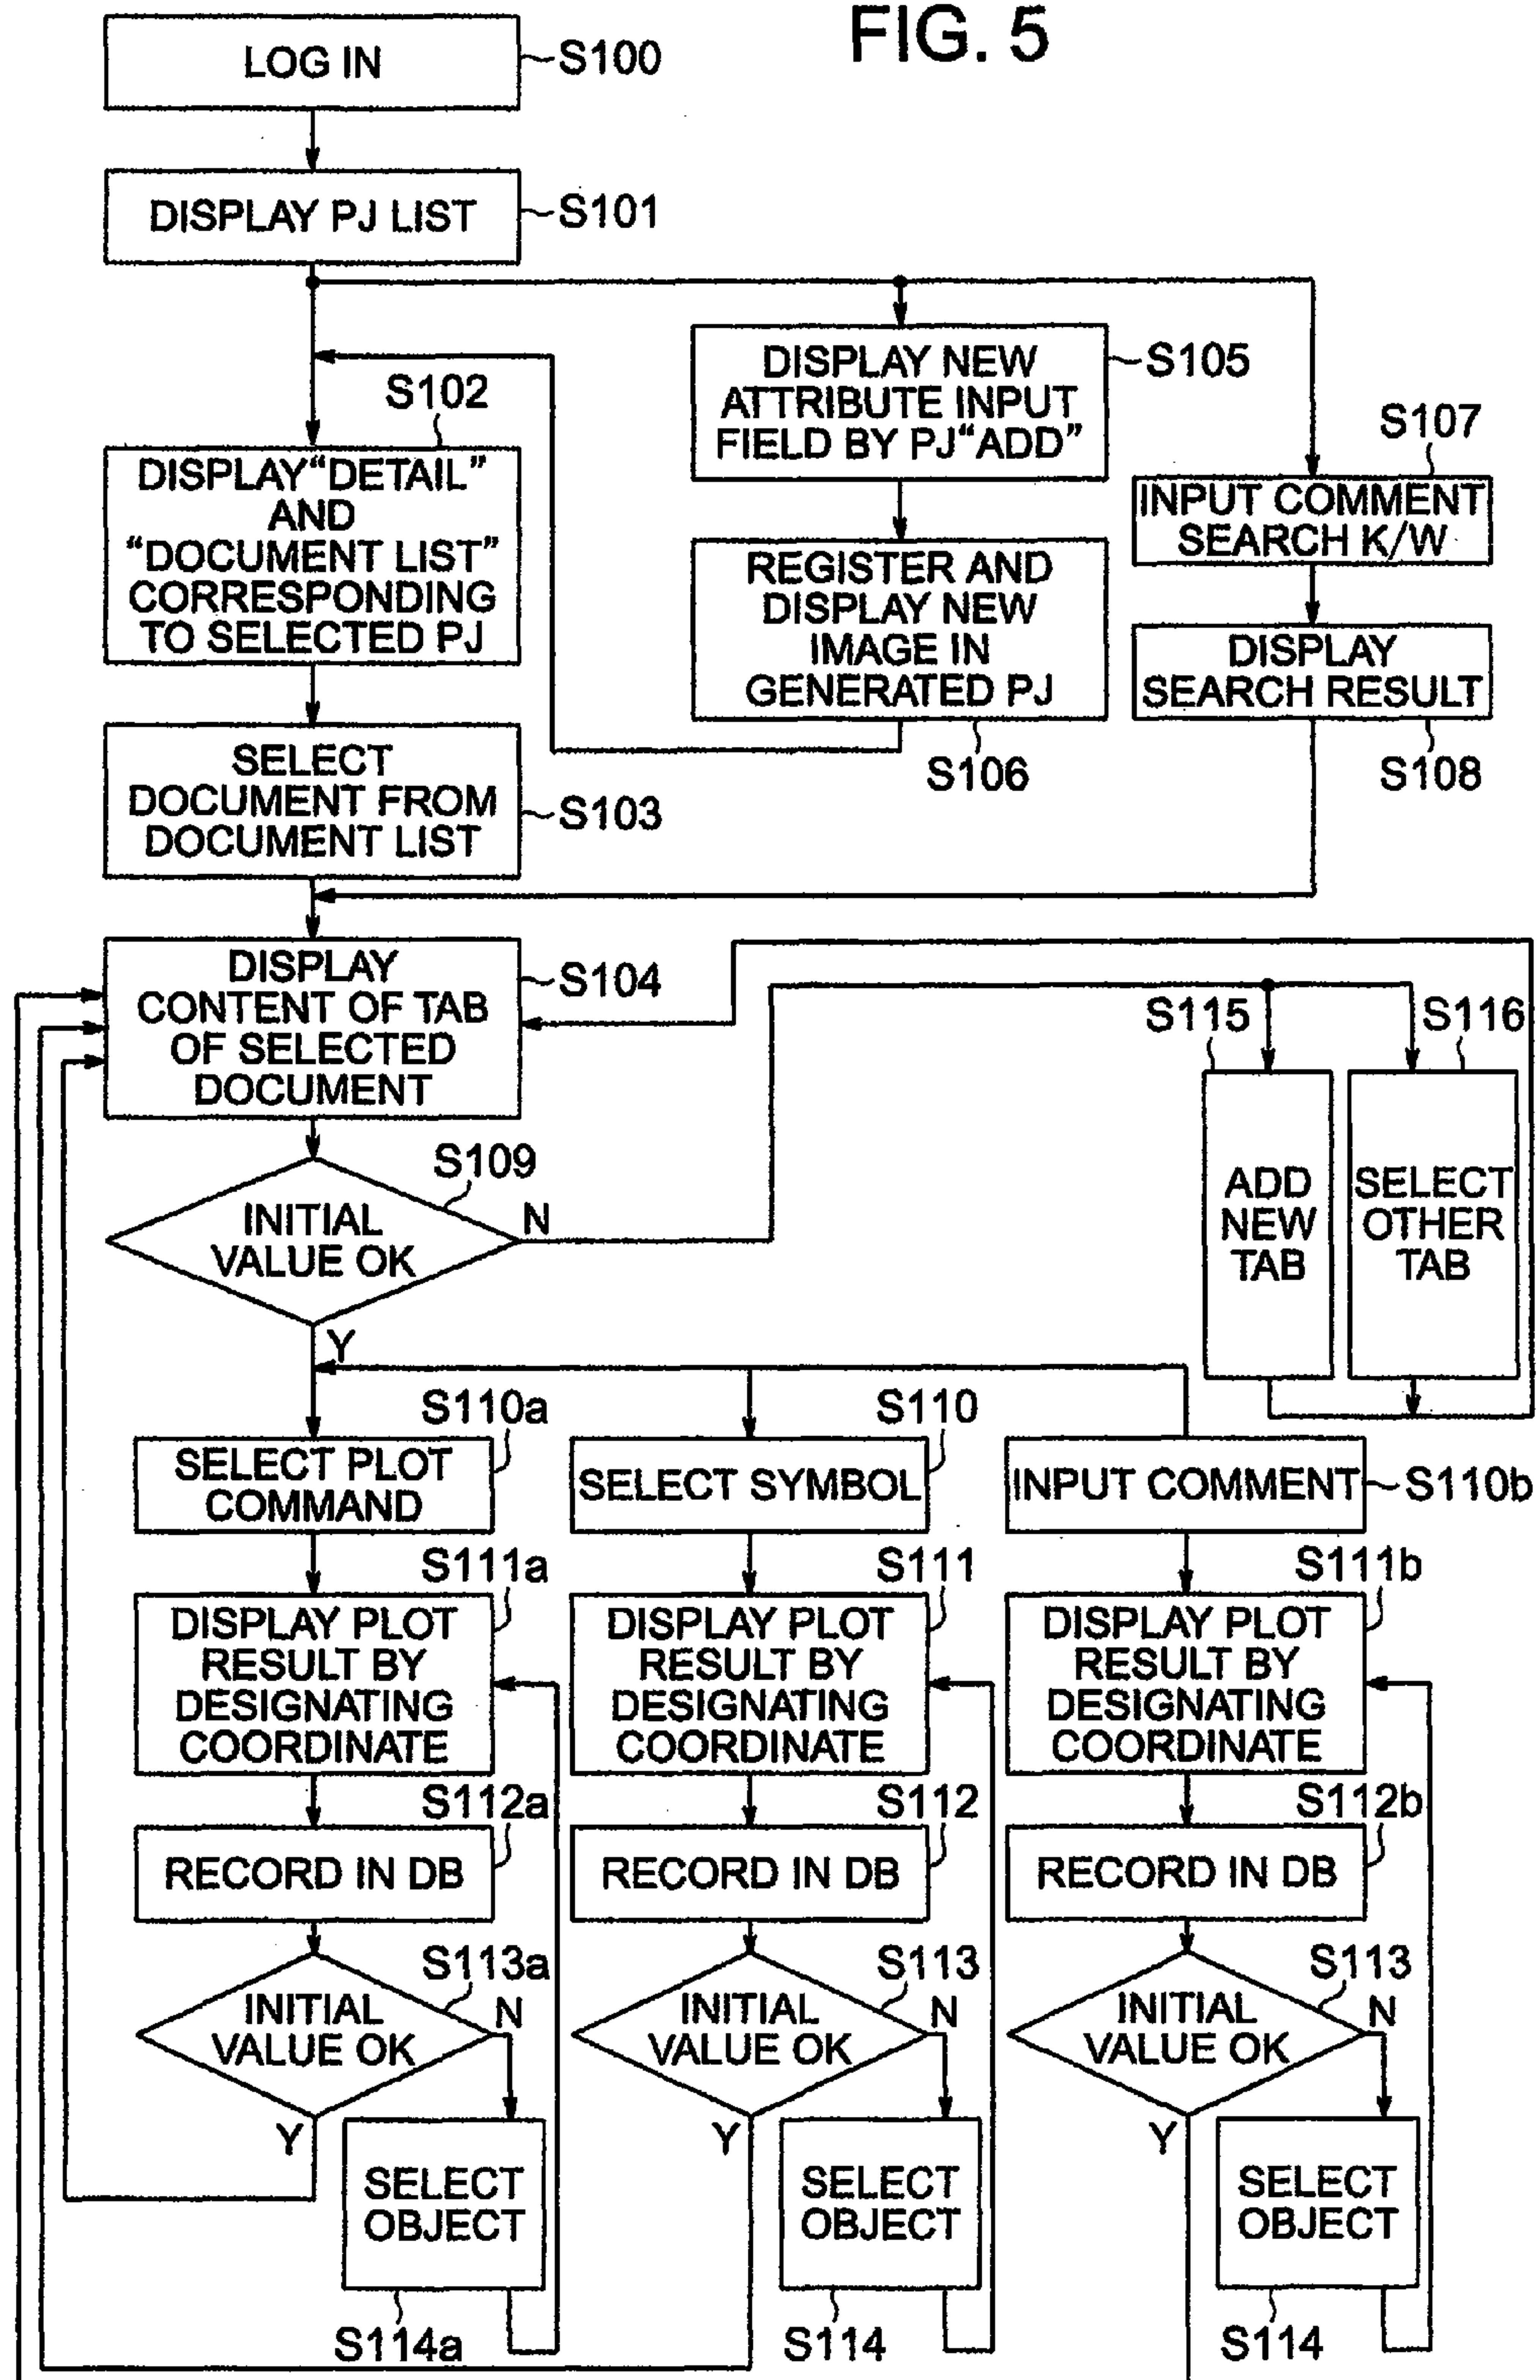 FIG. 5
LOG IN
S100
DISPLAY PJ LIST
S101
S102
DISPLAY "DETAIL"
AND
"DOCUMENT LIST"
CORRESPONDING
TO SELECTED PJ
DISPLAY NEW
ATTRIBUTE INPUT
FIELD BY PJ "ADD"
S105
S107
INPUT COMMENT
SEARCH K/W
REGISTER AND
DISPLAY NEW
IMAGE IN
GENERATED PJ
S106
DISPLAY
SEARCH RESULT
S108
SELECT
DOCUMENT FROM
DOCUMENT LIST
S103
DISPLAY
CONTENT OF TAB
OF SELECTED
DOCUMENT
S104
S115
S116
ADD
NEW
TAB
SELECT
OTHER
TAB
S109
INITIAL
VALUE OK
N
Y
S110a
SELECT PLOT
COMMAND
S110
SELECT SYMBOL
INPUT COMMENT
S110b
S111a
DISPLAY PLOT
RESULT BY
DESIGNATING
COORDINATE
S111
DISPLAY PLOT
RESULT BY
DESIGNATING
COORDINATE
S111b
DISPLAY PLOT
RESULT BY
DESIGNATING
COORDINATE
S112a
RECORD IN DB
S112
RECORD IN DB
S112b
RECORD IN DB
S113a
INITIAL
VALUE OK
N
Y
S113
INITIAL
VALUE OK
N
Y
S113
INITIAL
VALUE OK
N
Y
SELECT
OBJECT
S114a
SELECT
OBJECT
S114
SELECT
OBJECT
S114